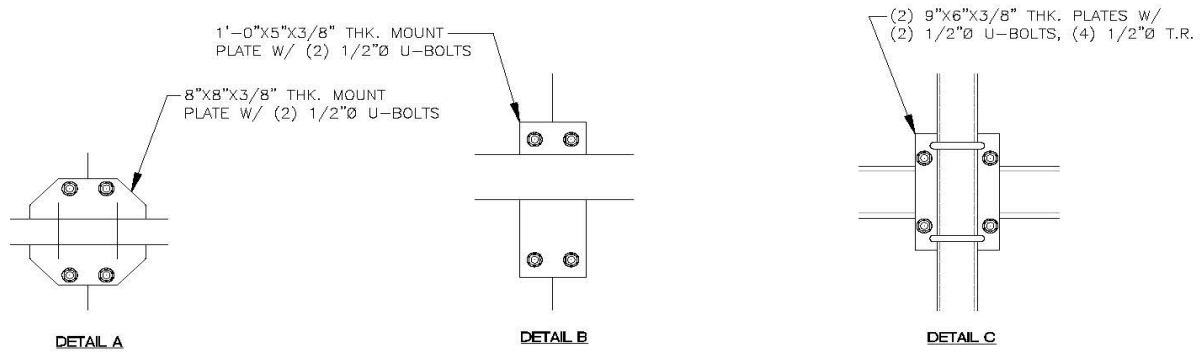 8"X8"X3/8" THK. MOUNT
PLATE W/ (2) 1/2"Ø U-BOLTS
DETAIL A
1'-0"X5"X3/8" THK. MOUNT
PLATE W/ (2) 1/2"Ø U-BOLTS
DETAIL B
(2) 9"X6"X3/8" THK. PLATES W/
(2) 1/2"Ø U-BOLTS, (4) 1/2"Ø T.R.
DETAIL C